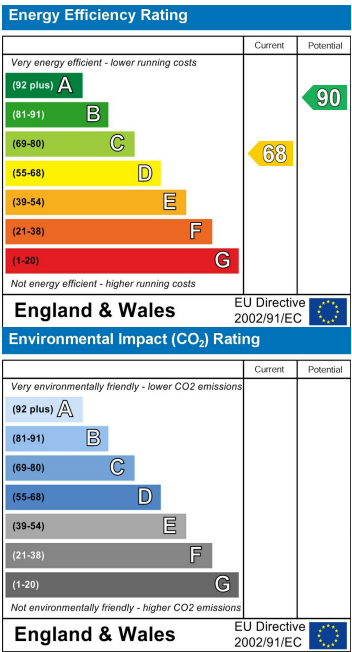 Energy Efficiency Rating
Current Potential
Very energy efficient - lower running costs
(92 plus) A
(81-91) B
(69-80) C
(55-68) D
(39-54) E
(21-38) F
(1-20) G
68
90
Not energy efficient - higher running costs
England & Wales
EU Directive
2002/91/EC
Environmental Impact (CO₂) Rating
Current Potential
Very environmentally friendly - lower CO2 emissions
(92 plus) A
(81-91) B
(69-80) C
(55-68) D
(39-54) E
(21-38) F
(1-20) G
Not environmentally friendly - higher CO2 emissions
England & Wales
EU Directive
2002/91/EC